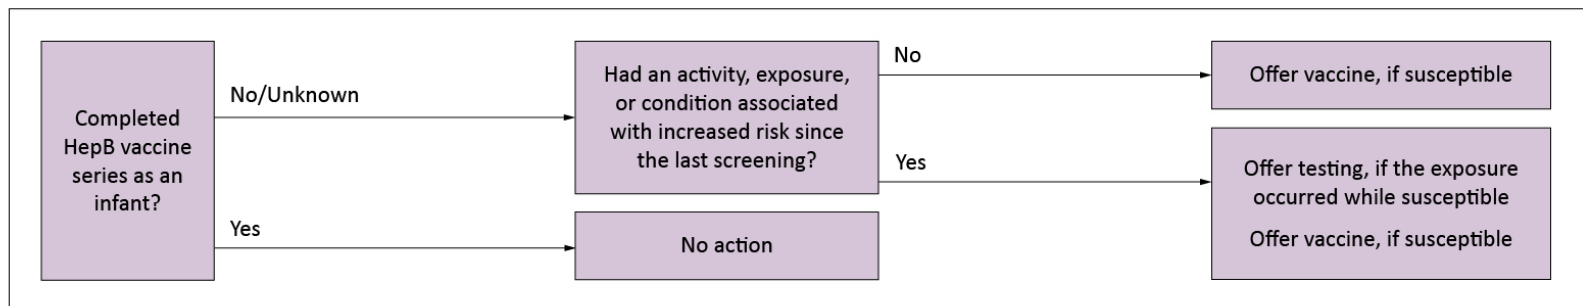 Completed
HepB vaccine
series as an
infant?
No/Unknown
Yes
Had an activity, exposure,
or condition associated
with increased risk since
the last screening?
No action
No
Yes
Offer vaccine, if susceptible
Offer testing, if the exposure
occurred while susceptible
Offer vaccine, if susceptible